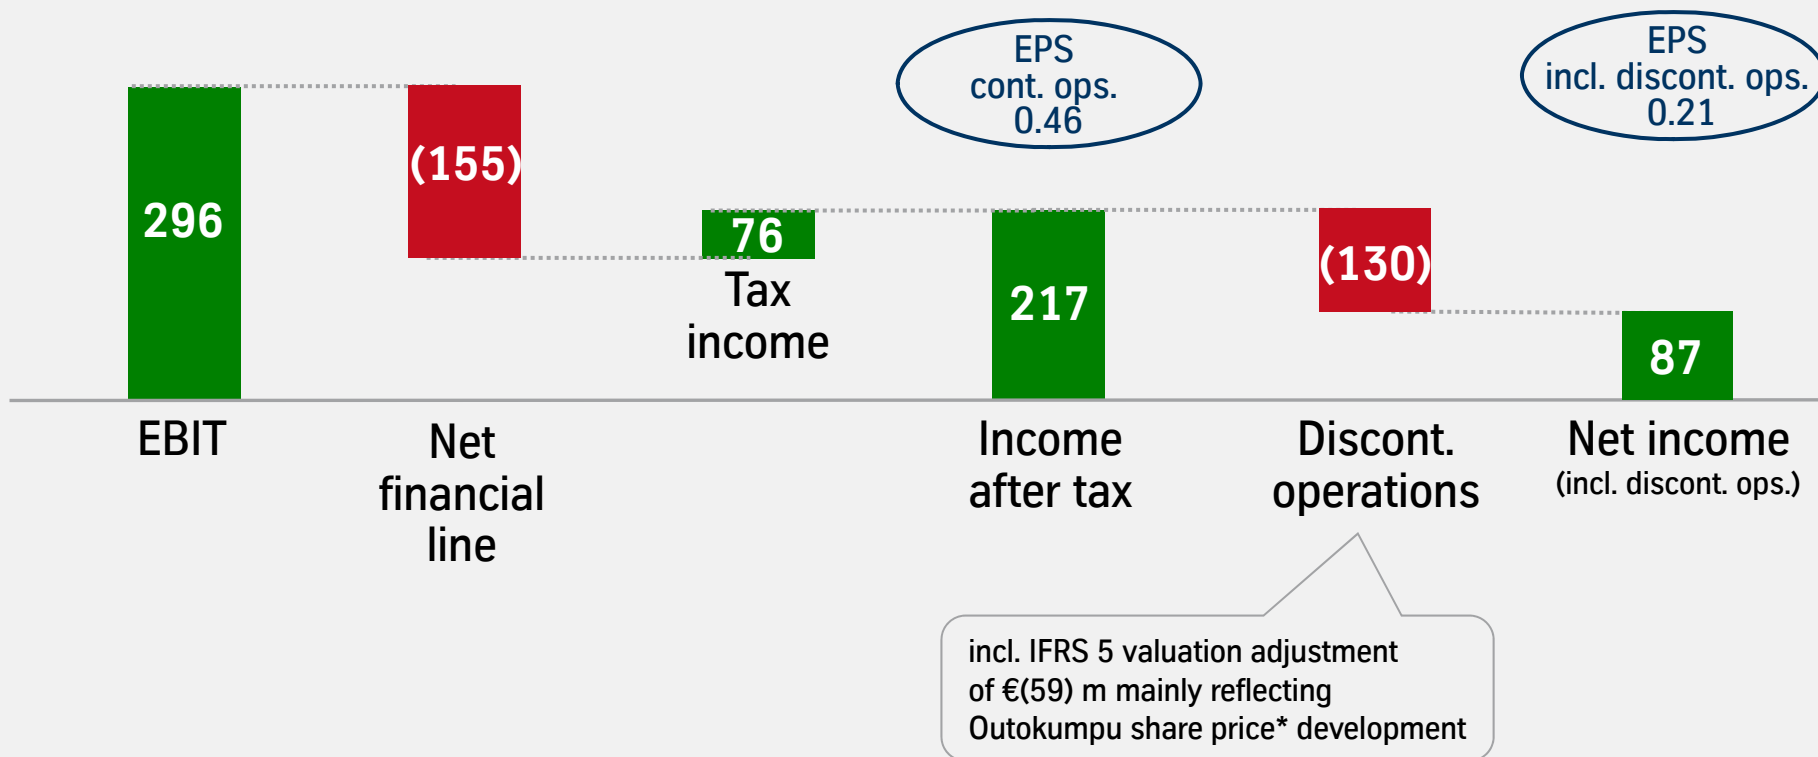 EPS
cont. ops.
0.46
EPS
incl. discont. ops.
0.21
296
(155)
76
Tax
income
217
(130)
87
EBIT
Net
financial
line
Income
after tax
Discont.
operations
Net income
(incl. discont. ops.)
incl. IFRS 5 valuation adjustment
of €(59) m mainly reflecting
Outokumpu share price* development